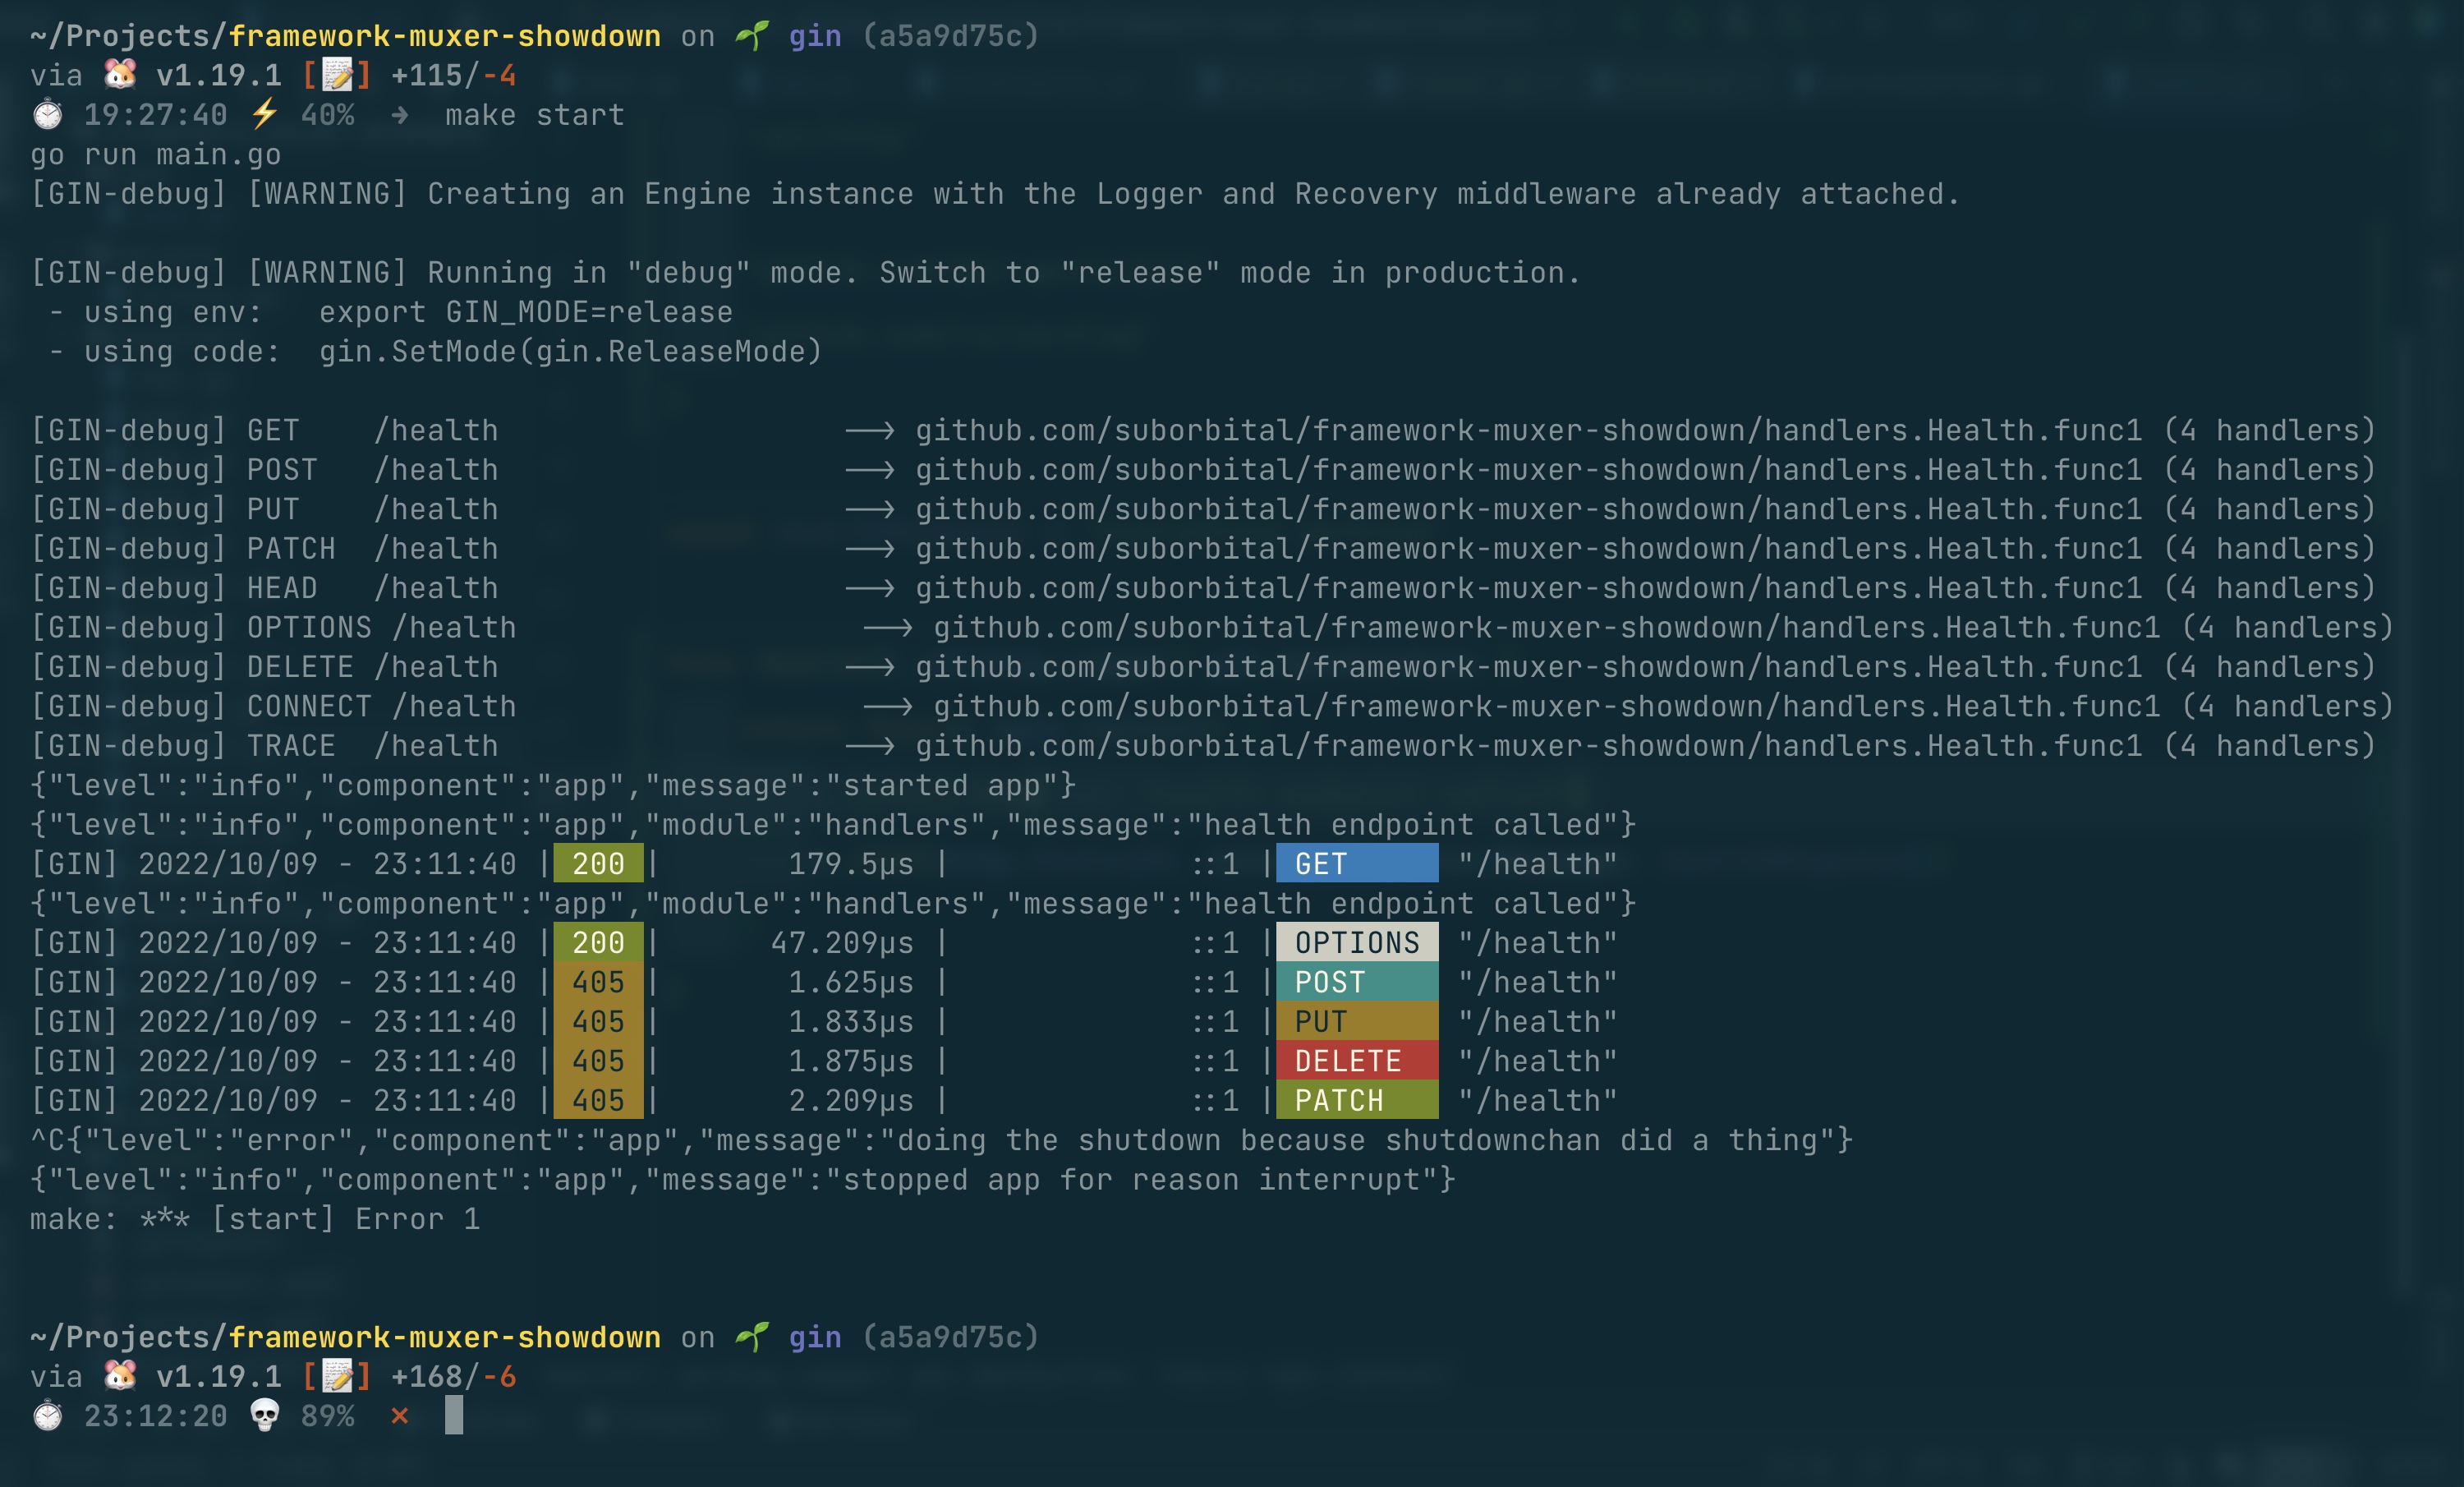 ~/Projects/framework-muxer-showdown on 🌱 gin (a5a9d75c)
via 🐹 v1.19.1 [📝] +115/-4
⏱ 19:27:40 ⚡ 40% ➜ make start
go run main.go
[GIN-debug] [WARNING] Creating an Engine instance with the Logger and Recovery middleware already attached.
[GIN-debug] [WARNING] Running in "debug" mode. Switch to "release" mode in production.
 - using env:   export GIN_MODE=release
 - using code:  gin.SetMode(gin.ReleaseMode)
[GIN-debug] GET    /health                   --> github.com/suborbital/framework-muxer-showdown/handlers.Health.func1 (4 handlers)
[GIN-debug] POST   /health                   --> github.com/suborbital/framework-muxer-showdown/handlers.Health.func1 (4 handlers)
[GIN-debug] PUT    /health                   --> github.com/suborbital/framework-muxer-showdown/handlers.Health.func1 (4 handlers)
[GIN-debug] PATCH  /health                   --> github.com/suborbital/framework-muxer-showdown/handlers.Health.func1 (4 handlers)
[GIN-debug] HEAD   /health                   --> github.com/suborbital/framework-muxer-showdown/handlers.Health.func1 (4 handlers)
[GIN-debug] OPTIONS /health                   --> github.com/suborbital/framework-muxer-showdown/handlers.Health.func1 (4 handlers)
[GIN-debug] DELETE /health                   --> github.com/suborbital/framework-muxer-showdown/handlers.Health.func1 (4 handlers)
[GIN-debug] CONNECT /health                   --> github.com/suborbital/framework-muxer-showdown/handlers.Health.func1 (4 handlers)
[GIN-debug] TRACE  /health                   --> github.com/suborbital/framework-muxer-showdown/handlers.Health.func1 (4 handlers)
{"level":"info","component":"app","message":"started app"}
{"level":"info","component":"app","module":"handlers","message":"health endpoint called"}
[GIN] 2022/10/09 - 23:11:40 | 200 |       179.5µs |             ::1 | GET     "/health"
{"level":"info","component":"app","module":"handlers","message":"health endpoint called"}
[GIN] 2022/10/09 - 23:11:40 | 200 |      47.209µs |             ::1 | OPTIONS "/health"
[GIN] 2022/10/09 - 23:11:40 | 405 |       1.625µs |             ::1 | POST    "/health"
[GIN] 2022/10/09 - 23:11:40 | 405 |       1.833µs |             ::1 | PUT     "/health"
[GIN] 2022/10/09 - 23:11:40 | 405 |       1.875µs |             ::1 | DELETE  "/health"
[GIN] 2022/10/09 - 23:11:40 | 405 |       2.209µs |             ::1 | PATCH   "/health"
^C{"level":"error","component":"app","message":"doing the shutdown because shutdownchan did a thing"}
{"level":"info","component":"app","message":"stopped app for reason interrupt"}
make: *** [start] Error 1
~/Projects/framework-muxer-showdown on 🌱 gin (a5a9d75c)
via 🐹 v1.19.1 [📝] +168/-6
⏱ 23:12:20 💀 89% ×